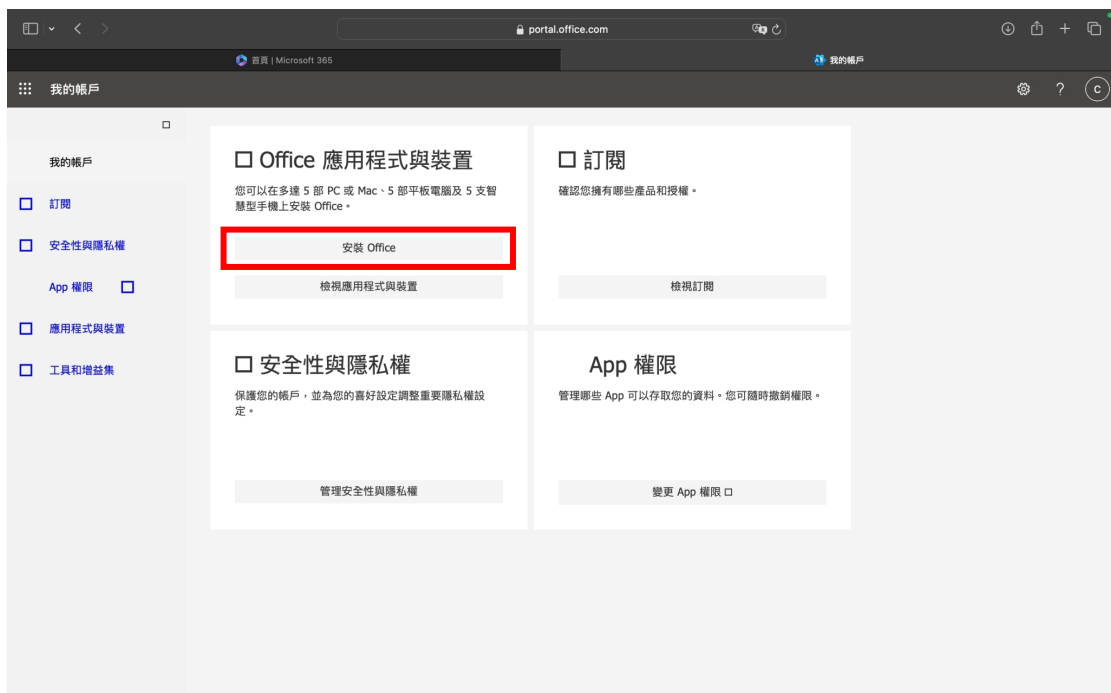 portal.office.com
首頁 | Microsoft 365
我的帳戶
我的帳戶
?
C
我的帳戶
訂閱
安全性與隱私權
App 權限
應用程式與裝置
工具和增益集
Office 應用程式與裝置
您可以在多達 5 部 PC 或 Mac、5 部平板電腦及 5 支智
慧型手機上安裝 Office。
安裝 Office
檢視應用程式與裝置
訂閱
確認您擁有哪些產品和授權。
檢視訂閱
安全性與隱私權
保護您的帳戶，並為您的喜好設定調整重要隱私權設
定。
管理安全性與隱私權
App 權限
管理哪些 App 可以存取您的資料。您可隨時撤銷權限。
變更 App 權限